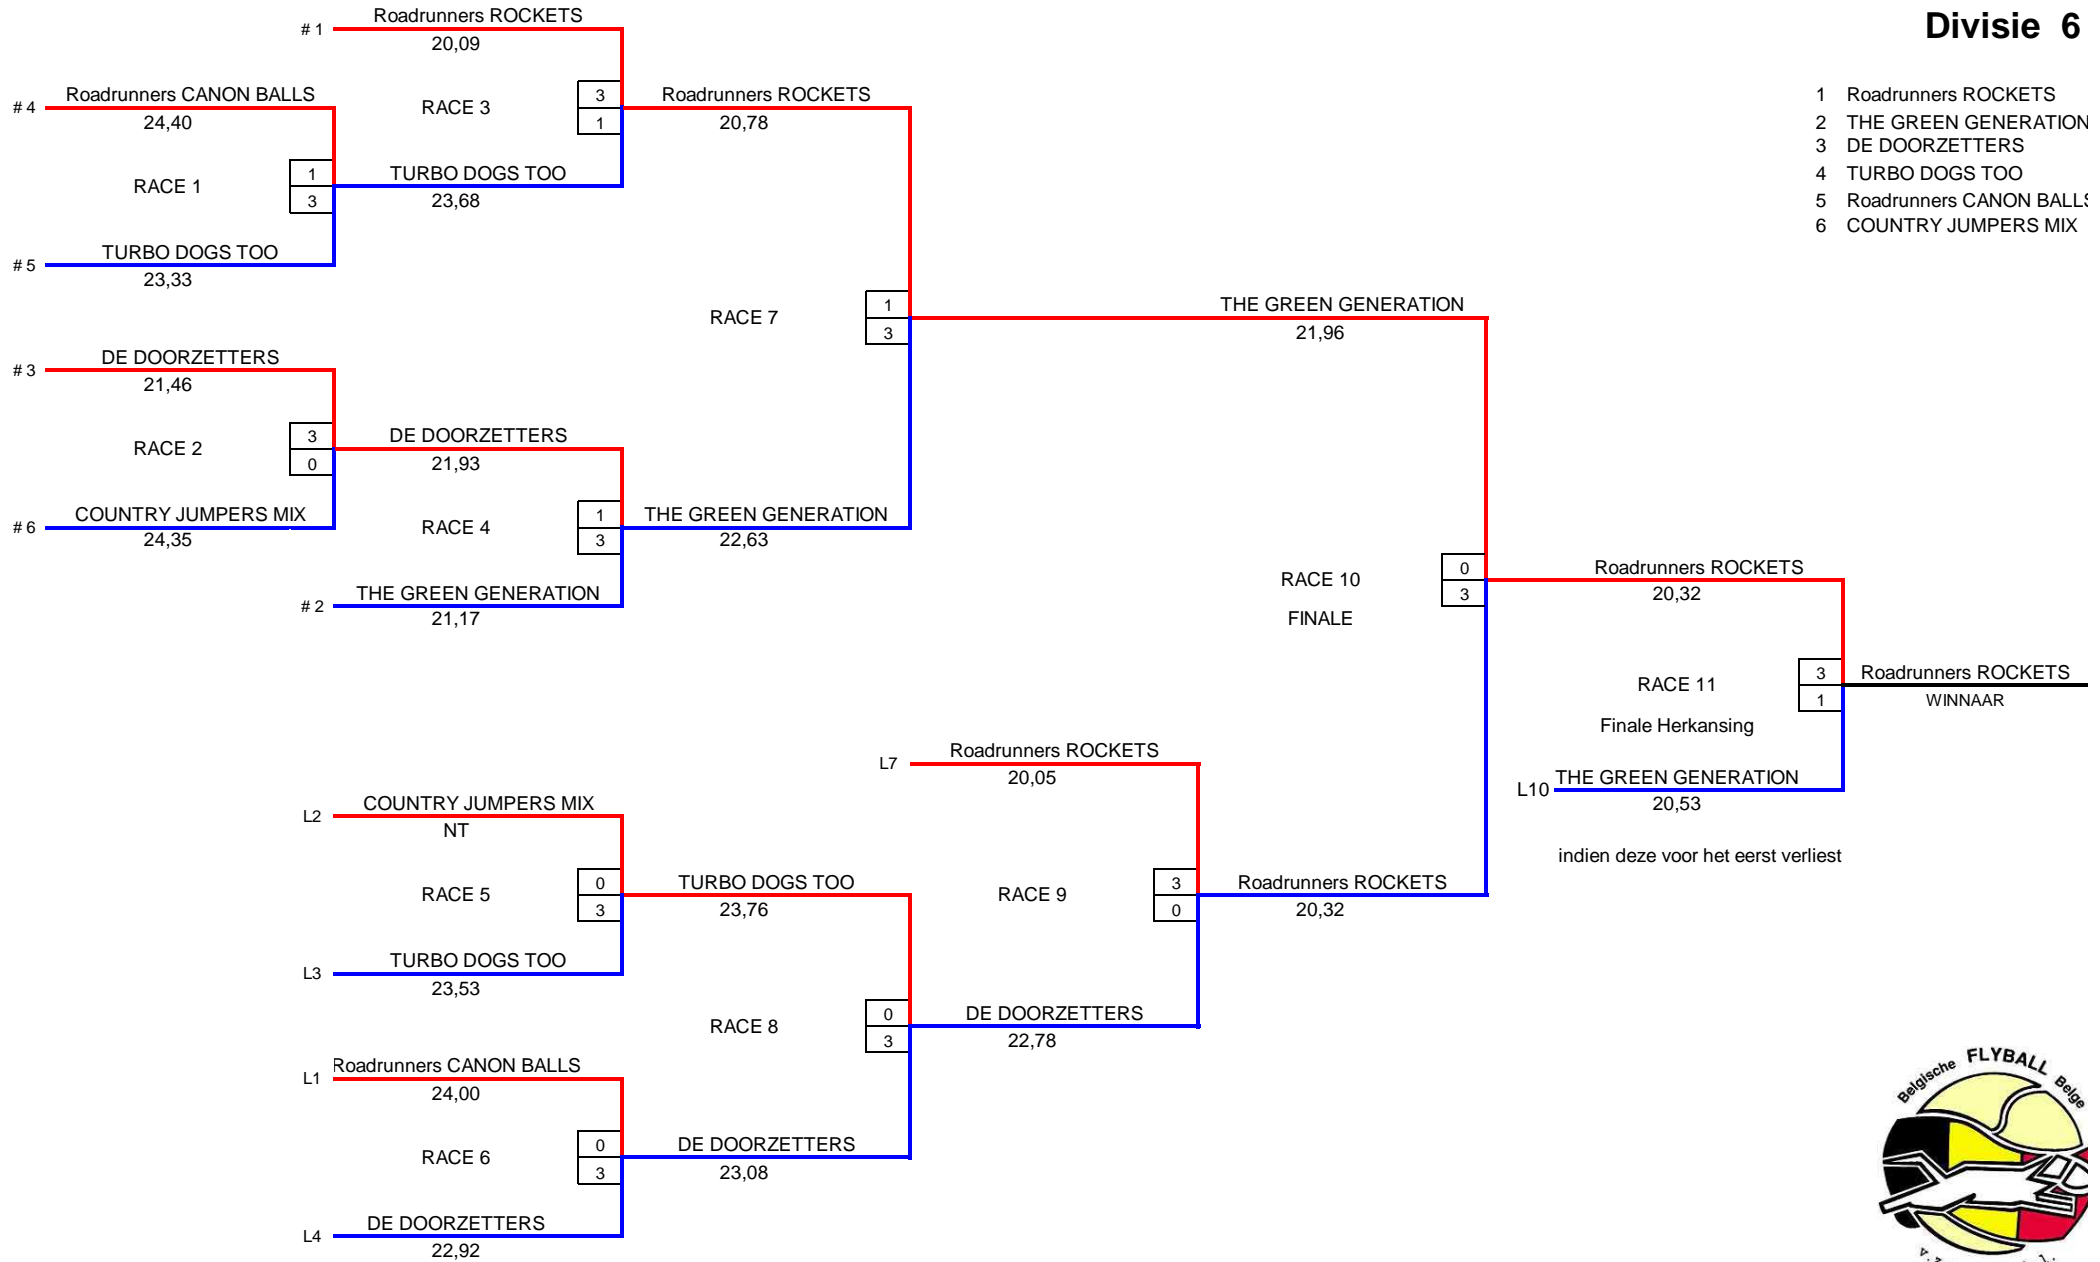 Divisie 6
1 Roadrunners ROCKETS
2 THE GREEN GENERATION
3 DE DOORZETTERS
4 TURBO DOGS TOO
5 Roadrunners CANON BALLS
6 COUNTRY JUMPERS MIX
# 1 Roadrunners ROCKETS
20,09
# 4 Roadrunners CANON BALLS
24,40
RACE 3
3
1
Roadrunners ROCKETS
20,78
RACE 1
1
3
TURBO DOGS TOO
23,68
# 5 TURBO DOGS TOO
23,33
RACE 7
1
3
THE GREEN GENERATION
21,96
# 3 DE DOORZETTERS
21,46
RACE 2
3
0
DE DOORZETTERS
21,93
# 6 COUNTRY JUMPERS MIX
24,35
RACE 4
1
3
THE GREEN GENERATION
22,63
# 2 THE GREEN GENERATION
21,17
RACE 10
FINALE
0
3
Roadrunners ROCKETS
20,32
RACE 11
Finale Herkansing
3
1
Roadrunners ROCKETS
WINNAAR
L10 THE GREEN GENERATION
20,53
indien deze voor het eerst verliest
L7 Roadrunners ROCKETS
20,05
L2 COUNTRY JUMPERS MIX
NT
RACE 5
0
3
TURBO DOGS TOO
23,76
RACE 9
3
0
Roadrunners ROCKETS
20,32
L3 TURBO DOGS TOO
23,53
RACE 8
0
3
DE DOORZETTERS
22,78
L1 Roadrunners CANON BALLS
24,00
RACE 6
0
3
DE DOORZETTERS
23,08
L4 DE DOORZETTERS
22,92
Belgische FLYBALL Belge